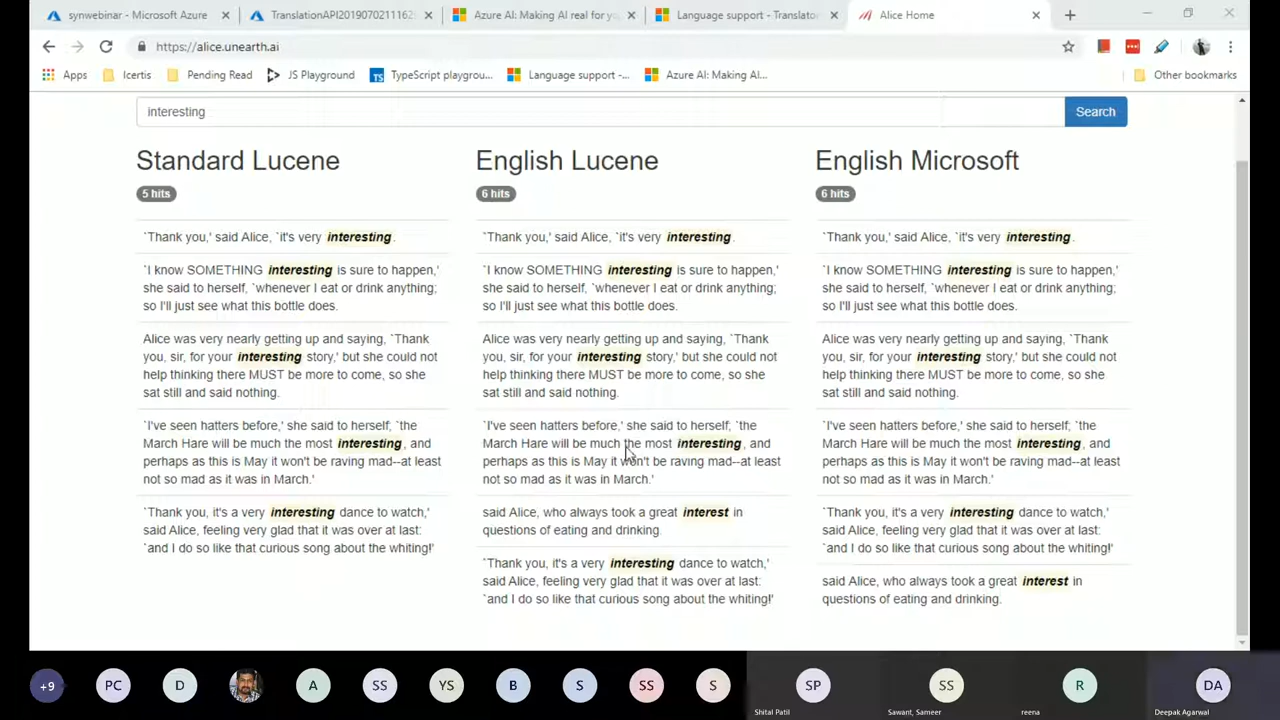 synwebinar - Microsoft Azure
TranslationAPI2019070211162
Azure AI: Making AI real for yo
Language support - Translato
Alice Home
https://alice.unearth.ai
Apps
Icertis
Pending Read
JS Playground
TS
TypeScript playgrou...
Language support -...
Azure AI: Making AI...
Other bookmarks
interesting
Search
Standard Lucene
5 hits
`Thank you,' said Alice, `it's very interesting.
`I know SOMETHING interesting is sure to happen,'
she said to herself, `whenever I eat or drink anything;
so I'll just see what this bottle does.
Alice was very nearly getting up and saying, `Thank
you, sir, for your interesting story,' but she could not
help thinking there MUST be more to come, so she
sat still and said nothing.
`I've seen hatters before,' she said to herself; `the
March Hare will be much the most interesting, and
perhaps as this is May it won't be raving mad--at least
not so mad as it was in March.'
`Thank you, it's a very interesting dance to watch,'
said Alice, feeling very glad that it was over at last:
`and I do so like that curious song about the whiting!'
English Lucene
6 hits
`Thank you,' said Alice, `it's very interesting.
`I know SOMETHING interesting is sure to happen,'
she said to herself, `whenever I eat or drink anything;
so I'll just see what this bottle does.
Alice was very nearly getting up and saying, `Thank
you, sir, for your interesting story,' but she could not
help thinking there MUST be more to come, so she
sat still and said nothing.
`I've seen hatters before,' she said to herself; `the
March Hare will be much the most interesting, and
perhaps as this is May it won't be raving mad--at least
not so mad as it was in March.'
said Alice, who always took a great interest in
questions of eating and drinking.
`Thank you, it's a very interesting dance to watch,'
said Alice, feeling very glad that it was over at last:
`and I do so like that curious song about the whiting!'
English Microsoft
6 hits
`Thank you,' said Alice, `it's very interesting.
`I know SOMETHING interesting is sure to happen,'
she said to herself, `whenever I eat or drink anything;
so I'll just see what this bottle does.
Alice was very nearly getting up and saying, `Thank
you, sir, for your interesting story,' but she could not
help thinking there MUST be more to come, so she
sat still and said nothing.
`I've seen hatters before,' she said to herself; `the
March Hare will be much the most interesting, and
perhaps as this is May it won't be raving mad--at least
not so mad as it was in March.'
`Thank you, it's a very interesting dance to watch,'
said Alice, feeling very glad that it was over at last:
`and I do so like that curious song about the whiting!'
said Alice, who always took a great interest in
questions of eating and drinking.
+9
PC
D
A
SS
YS
B
S
SS
S
SP
SS
R
DA
Shital Patil
Sawant, Sameer
reena
Deepak Agarwal